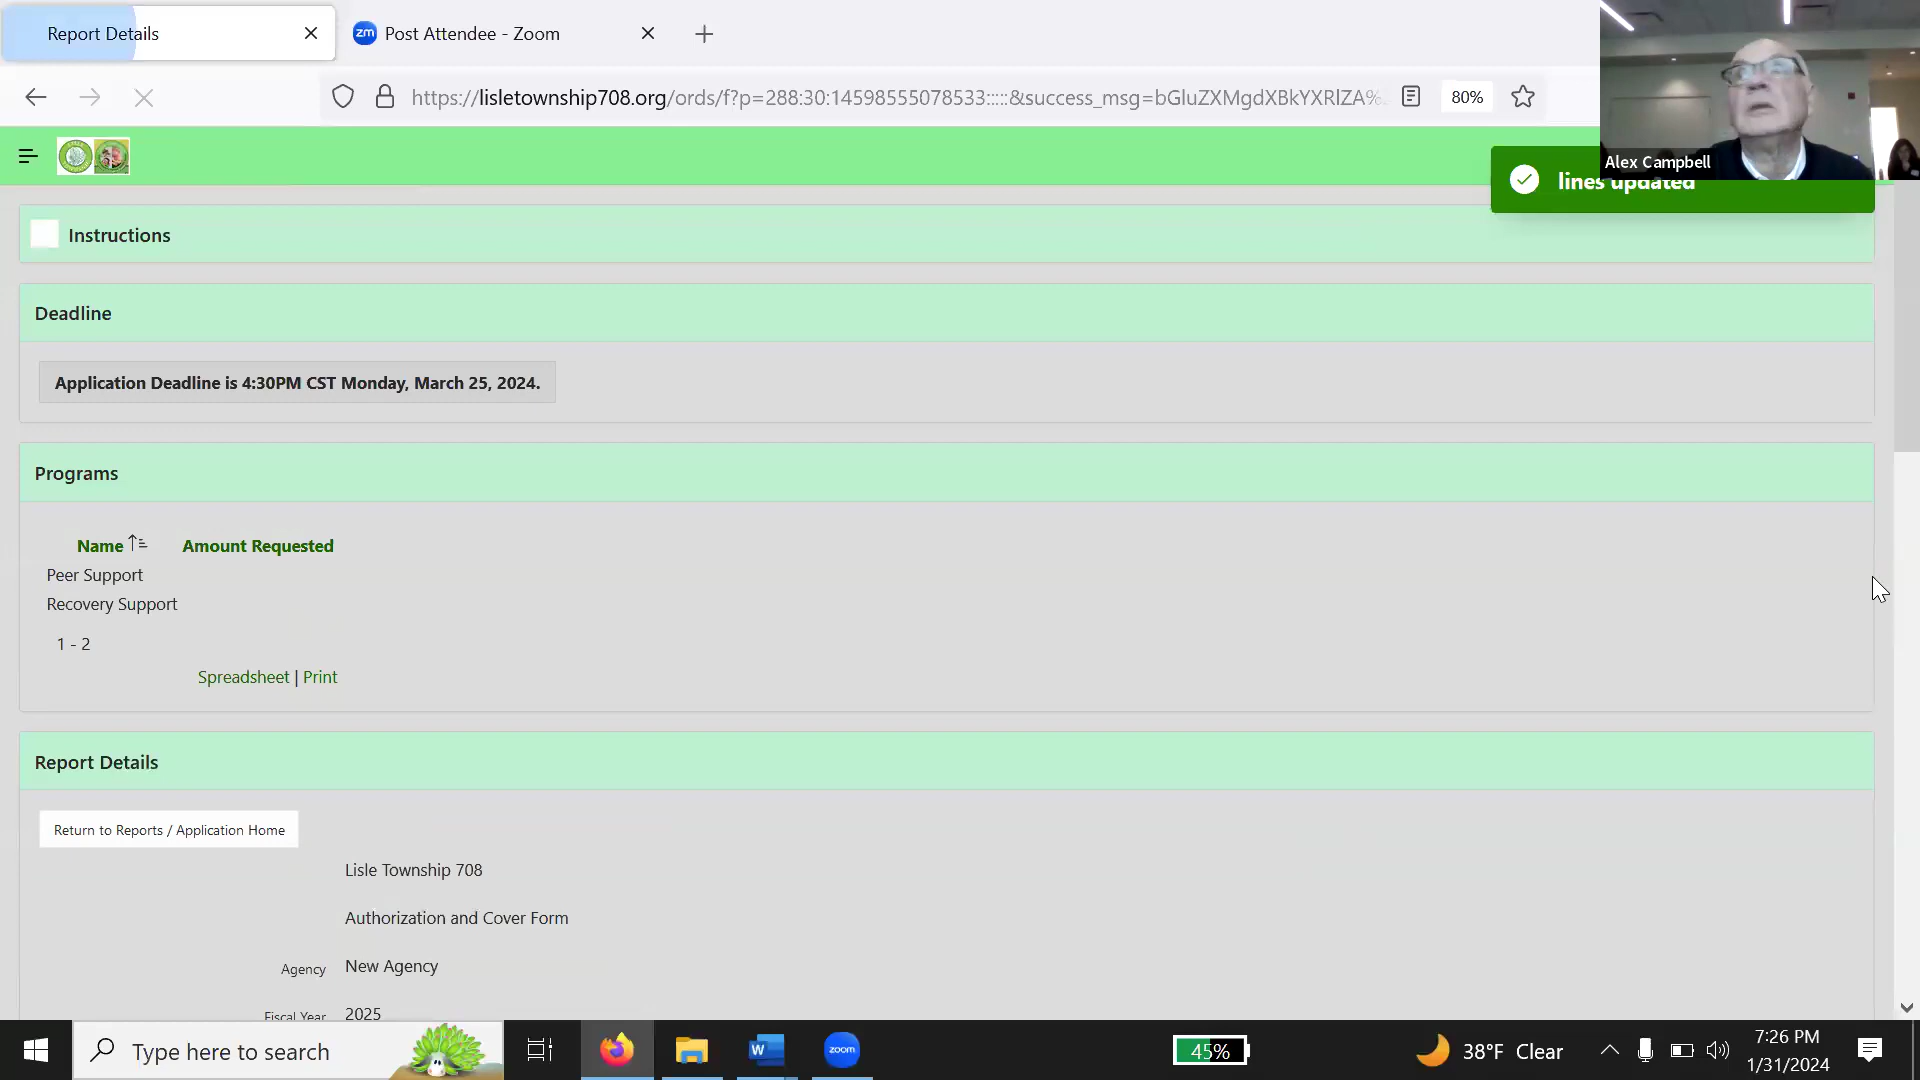 Report Details
zm Post Attendee - Zoom
https://lisletownship708.org/ords/f?p=288:30:14598555078533:::::&success_msg=bGluZXMgdXBkYXRlZA%
80%
Alex Campbell
lines updated
Instructions
Deadline
Application Deadline is 4:30PM CST Monday, March 25, 2024.
Programs
Name Amount Requested
Peer Support
Recovery Support
1 - 2
Spreadsheet | Print
Report Details
Return to Reports / Application Home
Lisle Township 708
Authorization and Cover Form
Agency New Agency
Fiscal Year 2025
Type here to search
W
zoom
45%
38°F Clear
7:26 PM
1/31/2024